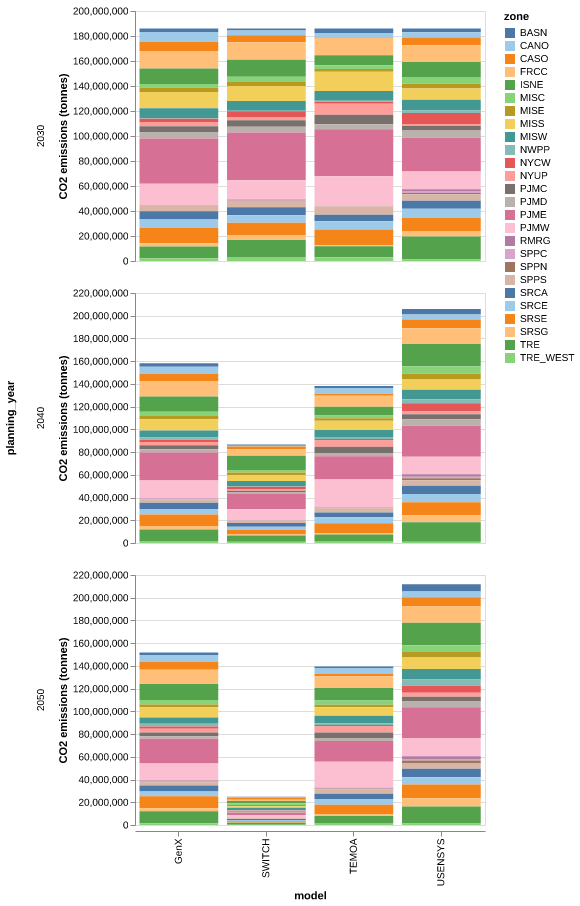 200,000,000
180,000,000
160,000,000
140,000,000
120,000,000
100,000,000
80,000,000
60,000,000
40,000,000
20,000,000
0
CO2 emissions (tonnes)
2030
220,000,000
200,000,000
180,000,000
160,000,000
140,000,000
120,000,000
100,000,000
80,000,000
60,000,000
40,000,000
20,000,000
0
CO2 emissions (tonnes)
2040
planning_year
220,000,000
200,000,000
180,000,000
160,000,000
140,000,000
120,000,000
100,000,000
80,000,000
60,000,000
40,000,000
20,000,000
0
CO2 emissions (tonnes)
2050
GenX
SWITCH
TEMOA
USENSYS
model
zone
BASN
CANO
CASO
FRCC
ISNE
MISC
MISE
MISS
MISW
NWPP
NYCW
NYUP
PJMC
PJMD
PJME
PJMW
RMRG
SPPC
SPPN
SPPS
SRCA
SRCE
SRSE
SRSG
TRE
TRE_WEST